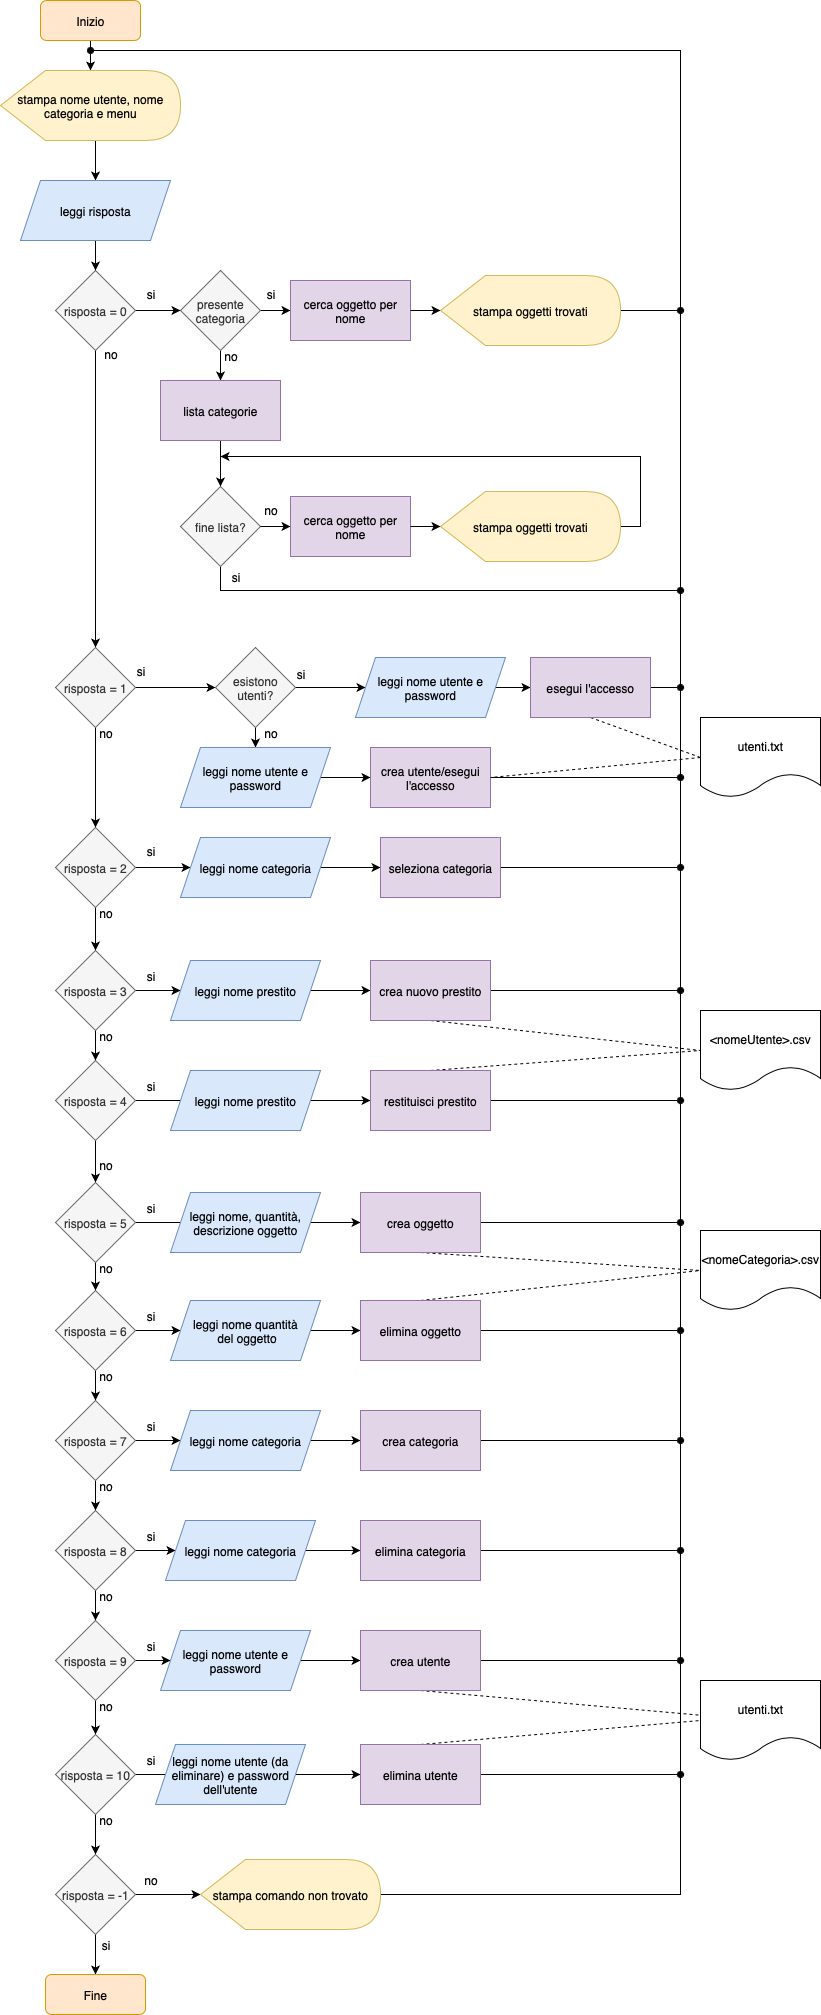 Inizio
stampa nome utente, nome
categoria e menu
leggi risposta
risposta = 0
si
presente
categoria
si
cerca oggetto per
nome
stampa oggetti trovati
no
no
lista categorie
fine lista?
no
cerca oggetto per
nome
stampa oggetti trovati
si
risposta = 1
si
esistono
utenti?
si
leggi nome utente e
password
esegui l'accesso
no
no
leggi nome utente e
password
crea utente/esegui
l'accesso
utenti.txt
risposta = 2
si
leggi nome categoria
seleziona categoria
no
risposta = 3
si
leggi nome prestito
crea nuovo prestito
no
<nomeUtente>.csv
risposta = 4
si
leggi nome prestito
restituisci prestito
no
risposta = 5
si
leggi nome, quantità,
descrizione oggetto
crea oggetto
no
<nomeCategoria>.csv
risposta = 6
si
leggi nome quantità
del oggetto
elimina oggetto
no
risposta = 7
si
leggi nome categoria
crea categoria
no
risposta = 8
si
leggi nome categoria
elimina categoria
no
risposta = 9
si
leggi nome utente e
password
crea utente
no
utenti.txt
risposta = 10
si
leggi nome utente (da
eliminare) e password
dell'utente
elimina utente
no
risposta = -1
no
stampa comando non trovato
si
Fine